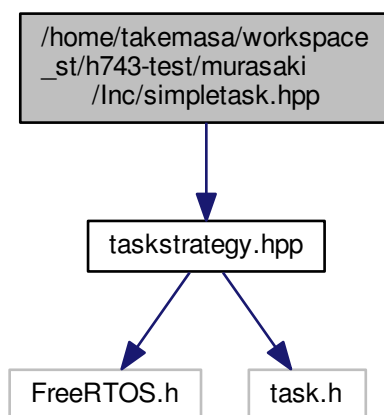 /home/takemasa/workspace
_st/h743-test/murasaki
/Inc/simpletask.hpp
taskstrategy.hpp
FreeRTOS.h
task.h